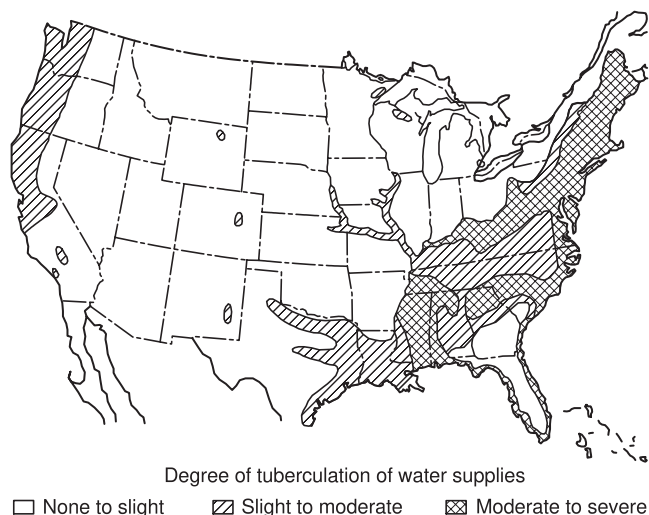 Degree of tuberculation of water supplies
None to slight Slight to moderate Moderate to severe